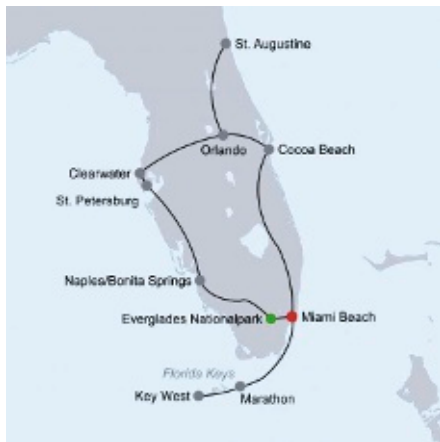 St. Augustine
Orlando
Cocoa Beach
Clearwater
St. Petersburg
Naples/Bonita Springs
Everglades Nationalpark
Miami Beach
Florida Keys
Key West
Marathon